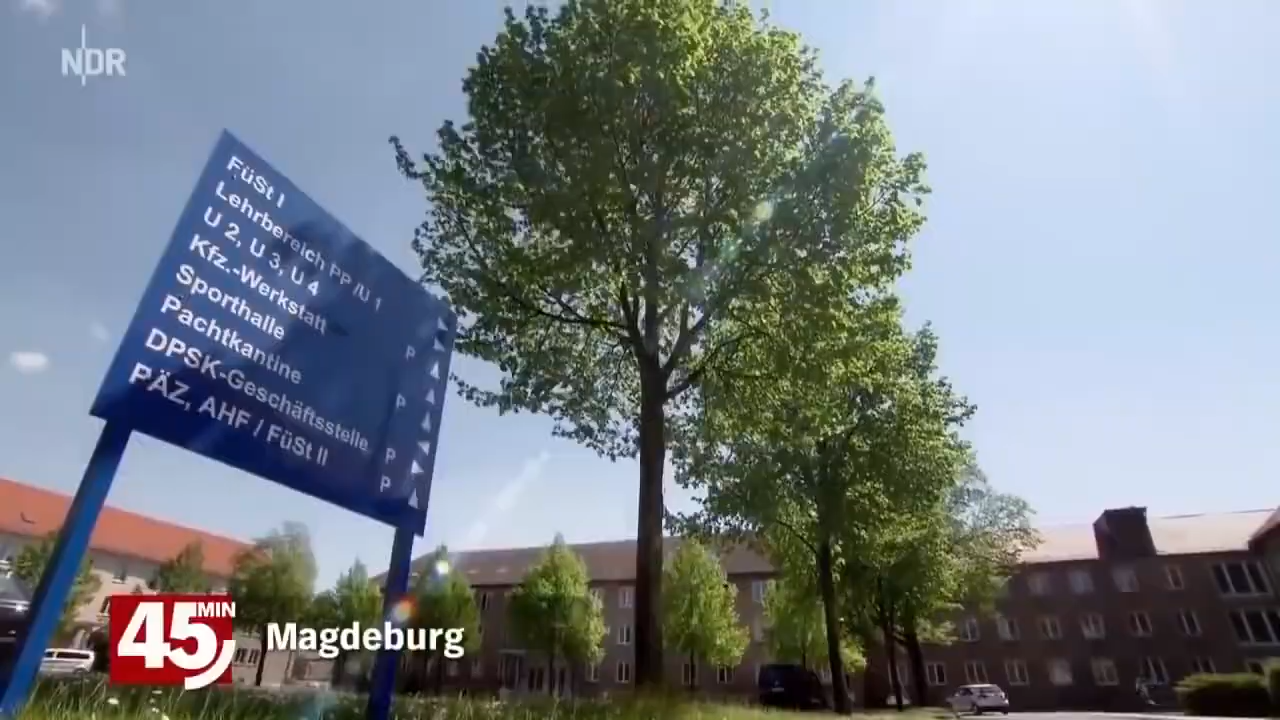 NDR
FüSt I
Lehrbereich PP /U 1
U 2, U 3, U 4
Kfz.-Werkstatt
Sporthalle P
Pachtkantine
DPSK-Geschäftsstelle P
PÄZ, AHF / FüSt II P
P
45 MIN
Magdeburg